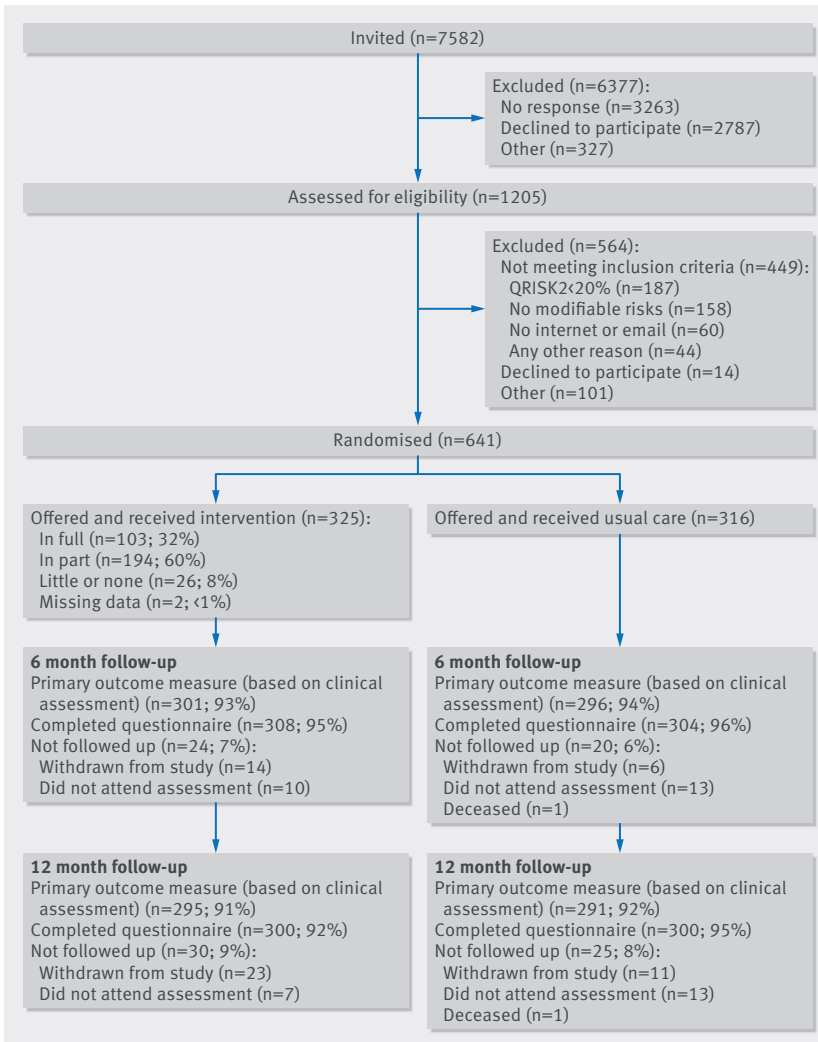 Invited (n=7582)
Excluded (n=6377):
No response (n=3263)
Declined to participate (n=2787)
Other (n=327)
Assessed for eligibility (n=1205)
Excluded (n=564):
Not meeting inclusion criteria (n=449):
QRISK2<20% (n=187)
No modifiable risks (n=158)
No internet or email (n=60)
Any other reason (n=44)
Declined to participate (n=14)
Other (n=101)
Randomised (n=641)
Offered and received intervention (n=325):
In full (n=103; 32%)
In part (n=194; 60%)
Little or none (n=26; 8%)
Missing data (n=2; <1%)
Offered and received usual care (n=316)
6 month follow-up
Primary outcome measure (based on clinical
assessment) (n=301; 93%)
Completed questionnaire (n=308; 95%)
Not followed up (n=24; 7%):
Withdrawn from study (n=14)
Did not attend assessment (n=10)
6 month follow-up
Primary outcome measure (based on clinical
assessment) (n=296; 94%)
Completed questionnaire (n=304; 96%)
Not followed up (n=20; 6%):
Withdrawn from study (n=6)
Did not attend assessment (n=13)
Deceased (n=1)
12 month follow-up
Primary outcome measure (based on clinical
assessment) (n=295; 91%)
Completed questionnaire (n=300; 92%)
Not followed up (n=30; 9%):
Withdrawn from study (n=23)
Did not attend assessment (n=7)
12 month follow-up
Primary outcome measure (based on clinical
assessment) (n=291; 92%)
Completed questionnaire (n=300; 95%)
Not followed up (n=25; 8%):
Withdrawn from study (n=11)
Did not attend assessment (n=13)
Deceased (n=1)